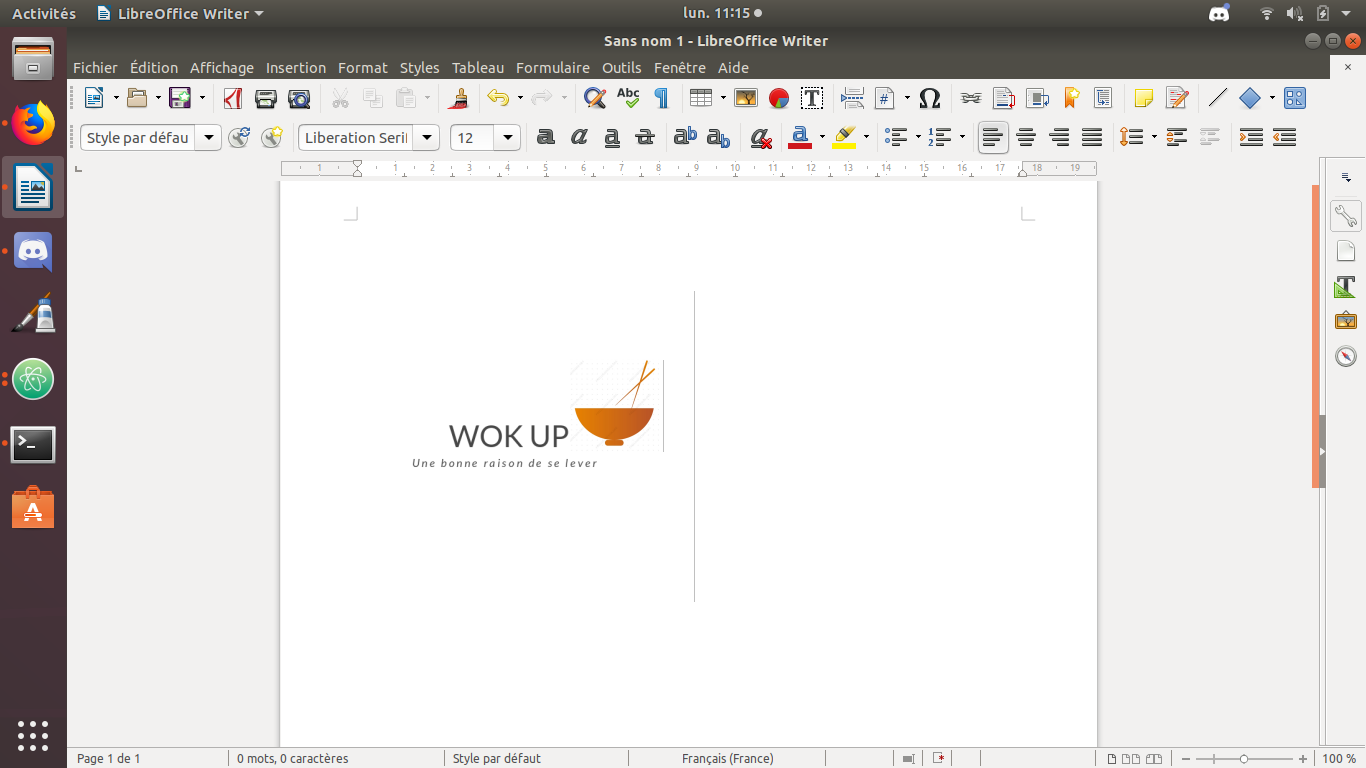 Activités LibreOffice Writer lun. 11:15
Sans nom 1 - LibreOffice Writer
Fichier Édition Affichage Insertion Format Styles Tableau Formulaire Outils Fenêtre Aide
Abc
Style par défau Liberation Seri 12
1 1 2 3 4 5 6 7 8 9 10 11 12 13 14 15 16 17 18 19
WOK UP
Une bonne raison de se lever
Page 1 de 1 0 mots, 0 caractères Style par défaut Français (France) 100 %